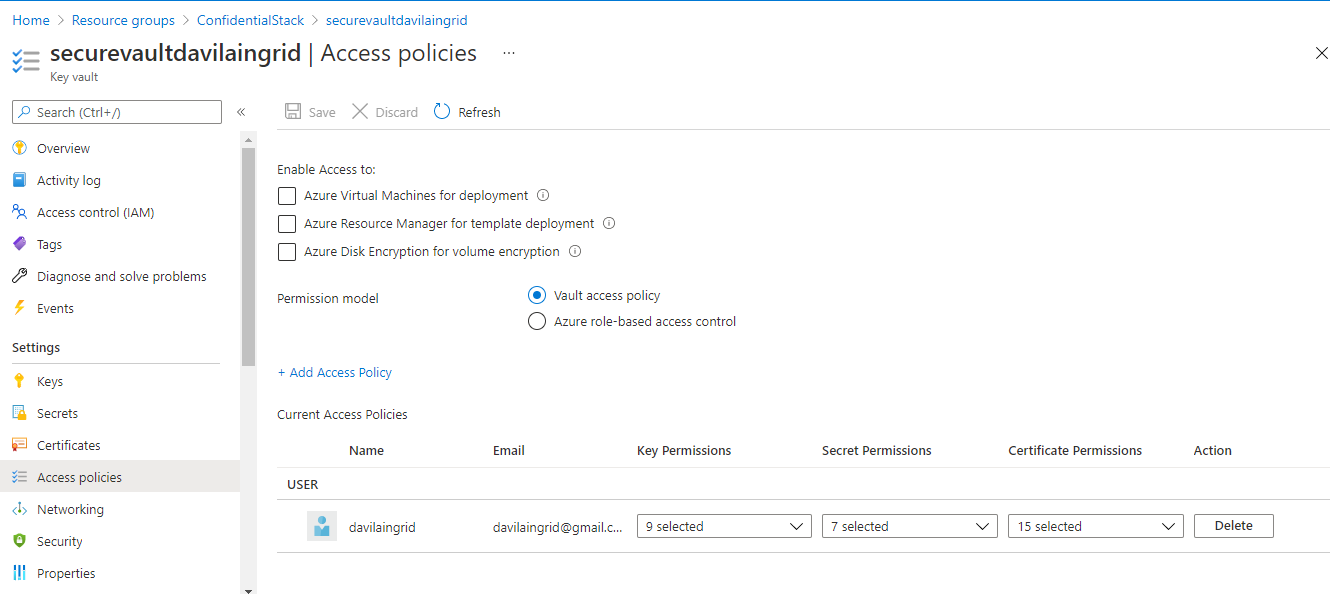 Home > Resource groups > ConfidentialStack > securevaultdavilaingrid
securevaultdavilaingrid | Access policies ...
Key vault
Search (Ctrl+/) «
Overview
Activity log
Access control (IAM)
Tags
Diagnose and solve problems
Events
Settings
Keys
Secrets
Certificates
Access policies
Networking
Security
Properties
Save Discard Refresh
Enable Access to:
Azure Virtual Machines for deployment
Azure Resource Manager for template deployment
Azure Disk Encryption for volume encryption
Permission model
Vault access policy
Azure role-based access control
+ Add Access Policy
Current Access Policies
Name Email Key Permissions Secret Permissions Certificate Permissions Action
USER
davilaingrid davilaingrid@gmail.c... 9 selected 7 selected 15 selected Delete